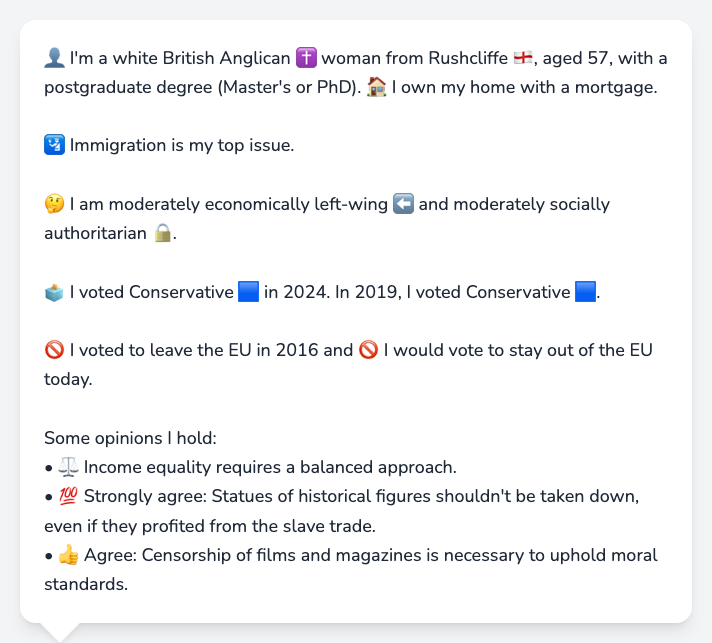 👤 I'm a white British Anglican ✝️ woman from Rushcliffe 🏴󠁧󠁢󠁥󠁮󠁧󠁿, aged 57, with a
postgraduate degree (Master's or PhD). 🏠 I own my home with a mortgage.
🛂 Immigration is my top issue.
🤔 I am moderately economically left-wing ⬅️ and moderately socially
authoritarian 🔒.
🗳️ I voted Conservative 🟦 in 2024. In 2019, I voted Conservative 🟦.
🚫 I voted to leave the EU in 2016 and 🚫 I would vote to stay out of the EU
today.
Some opinions I hold:
• ⚖️ Income equality requires a balanced approach.
• 💯 Strongly agree: Statues of historical figures shouldn't be taken down,
even if they profited from the slave trade.
• 👍 Agree: Censorship of films and magazines is necessary to uphold moral
standards.